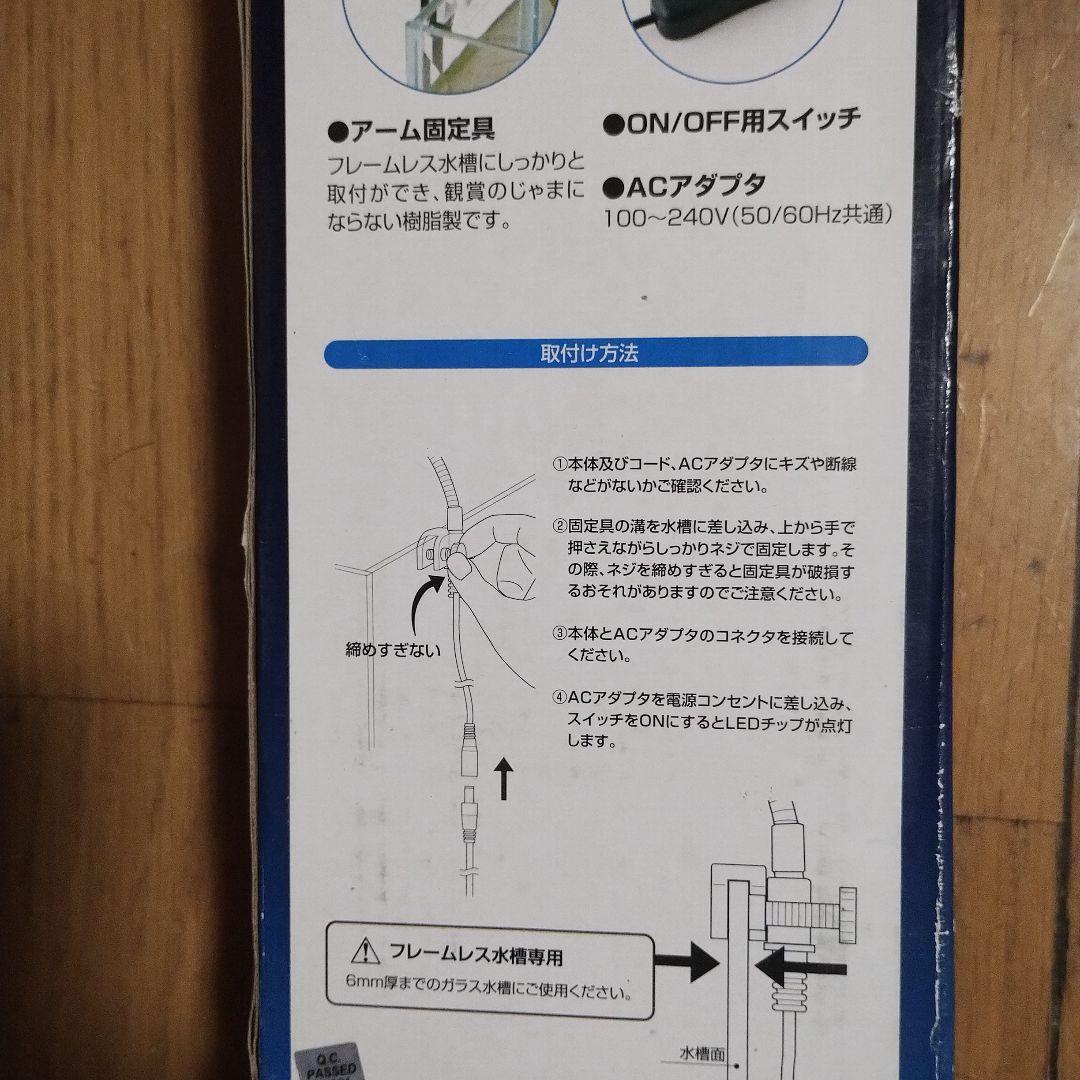 ●アーム固定具
フレームレス水槽にしっかりと
取付ができ、観賞のじゃまに
ならない樹脂製です。
●ON/OFF用スイッチ
●ACアダプタ
100～240V(50/60Hz共通)
取付け方法
①本体及びコード、ACアダプタにキズや断線
などがないかご確認ください。
②固定具の溝を水槽に差し込み、上から手で
押さえながらしっかりネジで固定します。そ
の際、ネジを締めすぎると固定具が破損す
るおそれがありますのでご注意ください。
③本体とACアダプタのコネクタを接続して
ください。
④ACアダプタを電源コンセントに差し込み、
スイッチをONにするとLEDチップが点灯
します。
締めすぎない
フレームレス水槽専用
6mm厚までのガラス水槽にご使用ください。
水槽面
Q.C.
PASSED